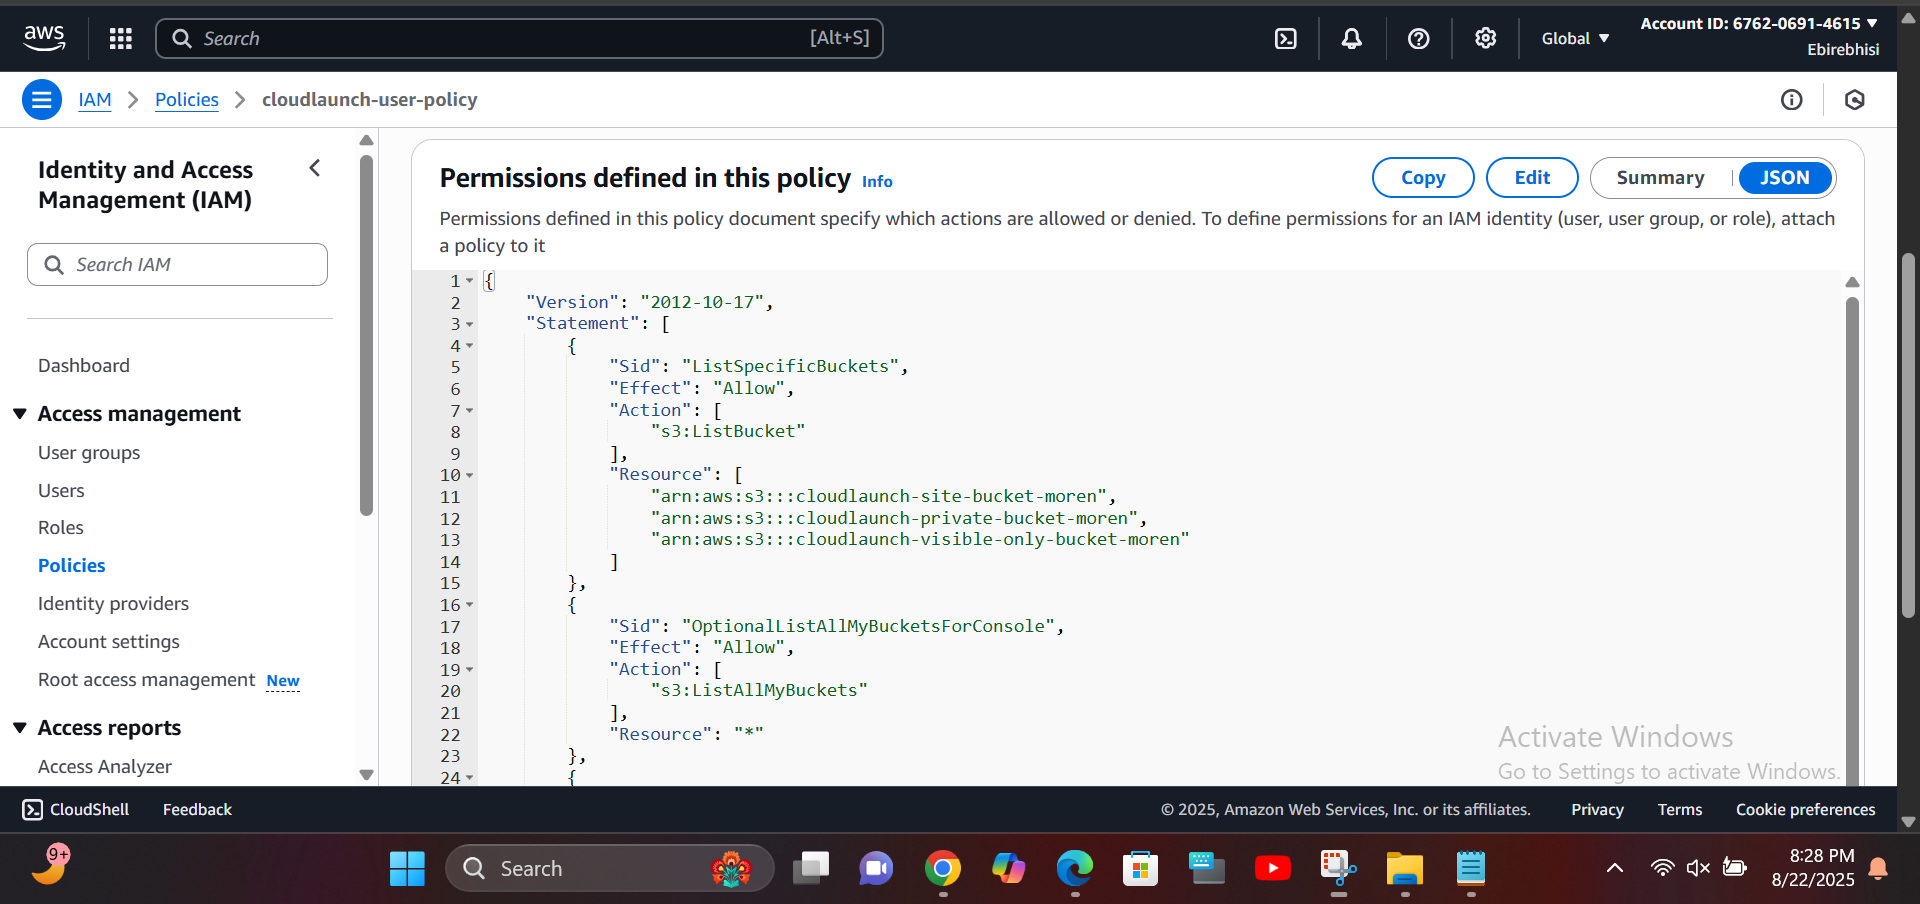 aws
Search
[Alt+S]
Global
Account ID: 6762-0691-4615
Ebirebhisi
IAM
Policies
cloudlaunch-user-policy
Identity and Access
Management (IAM)
Search IAM
Dashboard
Access management
User groups
Users
Roles
Policies
Identity providers
Account settings
Root access management New
Access reports
Access Analyzer
Permissions defined in this policy Info
Copy
Edit
Summary
JSON
Permissions defined in this policy document specify which actions are allowed or denied. To define permissions for an IAM identity (user, user group, or role), attach
a policy to it
1 {
2 "Version": "2012-10-17",
3 "Statement": [
4 {
5 "Sid": "ListSpecificBuckets",
6 "Effect": "Allow",
7 "Action": [
8 "s3:ListBucket"
9 ],
10 "Resource": [
11 "arn:aws:s3:::cloudlaunch-site-bucket-moren",
12 "arn:aws:s3:::cloudlaunch-private-bucket-moren",
13 "arn:aws:s3:::cloudlaunch-visible-only-bucket-moren"
14 ]
15 },
16 {
17 "Sid": "OptionalListAllMyBucketsForConsole",
18 "Effect": "Allow",
19 "Action": [
20 "s3:ListAllMyBuckets"
21 ],
22 "Resource": "*"
23 },
24 {
Activate Windows
Go to Settings to activate Windows.
CloudShell
Feedback
© 2025, Amazon Web Services, Inc. or its affiliates.
Privacy
Terms
Cookie preferences
9+
Search
8:28 PM
8/22/2025